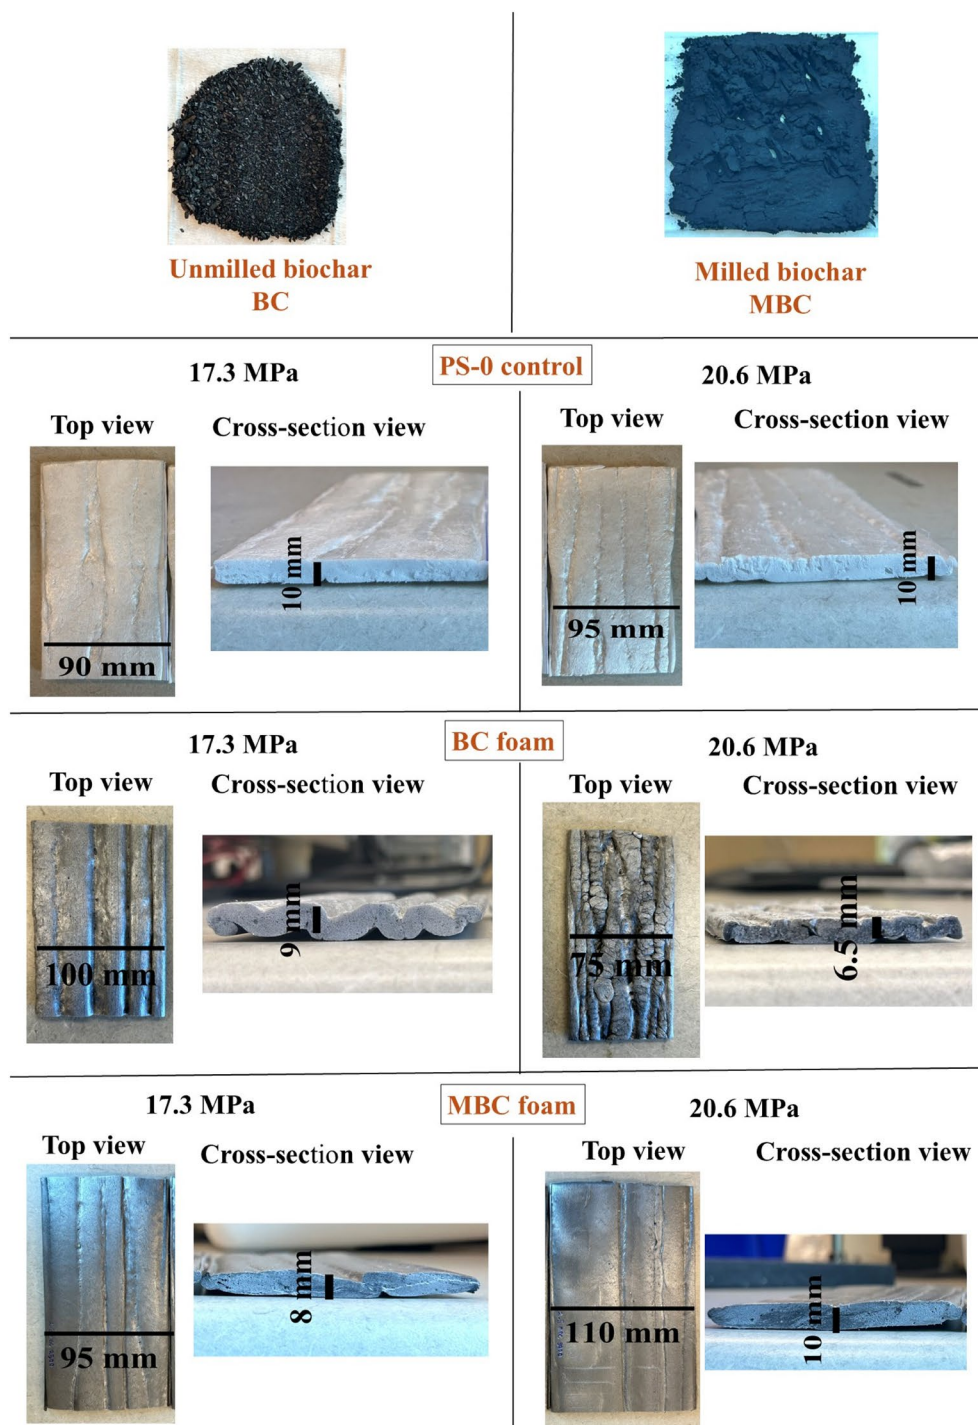 Unmilled biochar
BC
Milled biochar
MBC
PS-0 control
17.3 MPa
20.6 MPa
Top view
Cross-section view
Top view
Cross-section view
90 mm
10 mm
95 mm
10 mm
BC foam
17.3 MPa
20.6 MPa
Top view
Cross-section view
Top view
Cross-section view
100 mm
9 mm
75 mm
6.5 mm
MBC foam
17.3 MPa
20.6 MPa
Top view
Cross-section view
Top view
Cross-section view
95 mm
8 mm
110 mm
10 mm